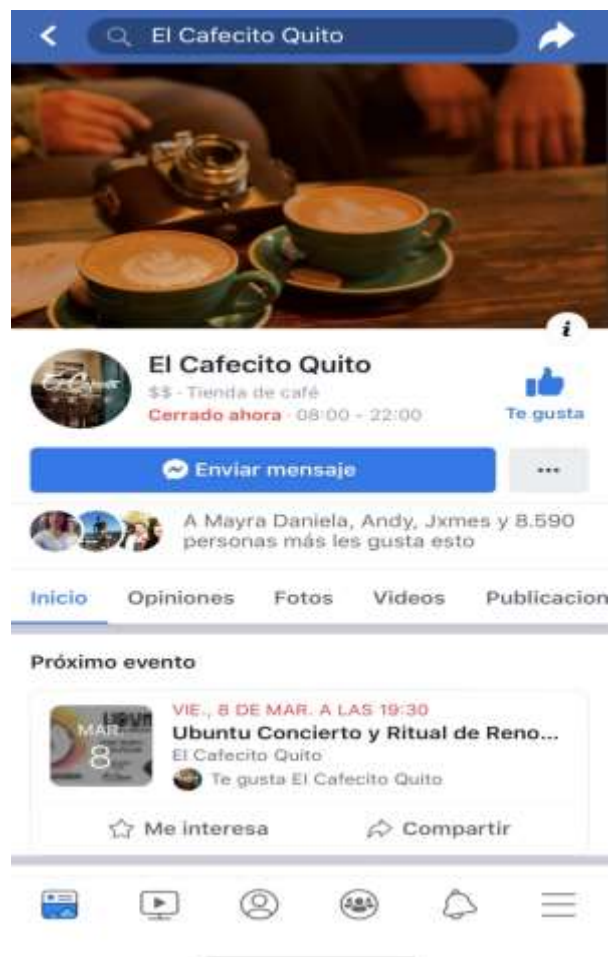 El Cafecito Quito
El Cafecito Quito
$$ · Tienda de café
Cerrado ahora · 08:00 - 22:00
Te gusta
Enviar mensaje
A Mayra Daniela, Andy, Jxmes y 8.590
personas más les gusta esto
Inicio Opiniones Fotos Videos Publicacion
Próximo evento
MAR.
8
VIE., 8 DE MAR. A LAS 19:30
Ubuntu Concierto y Ritual de Reno...
El Cafecito Quito
Te gusta El Cafecito Quito
Me interesa Compartir